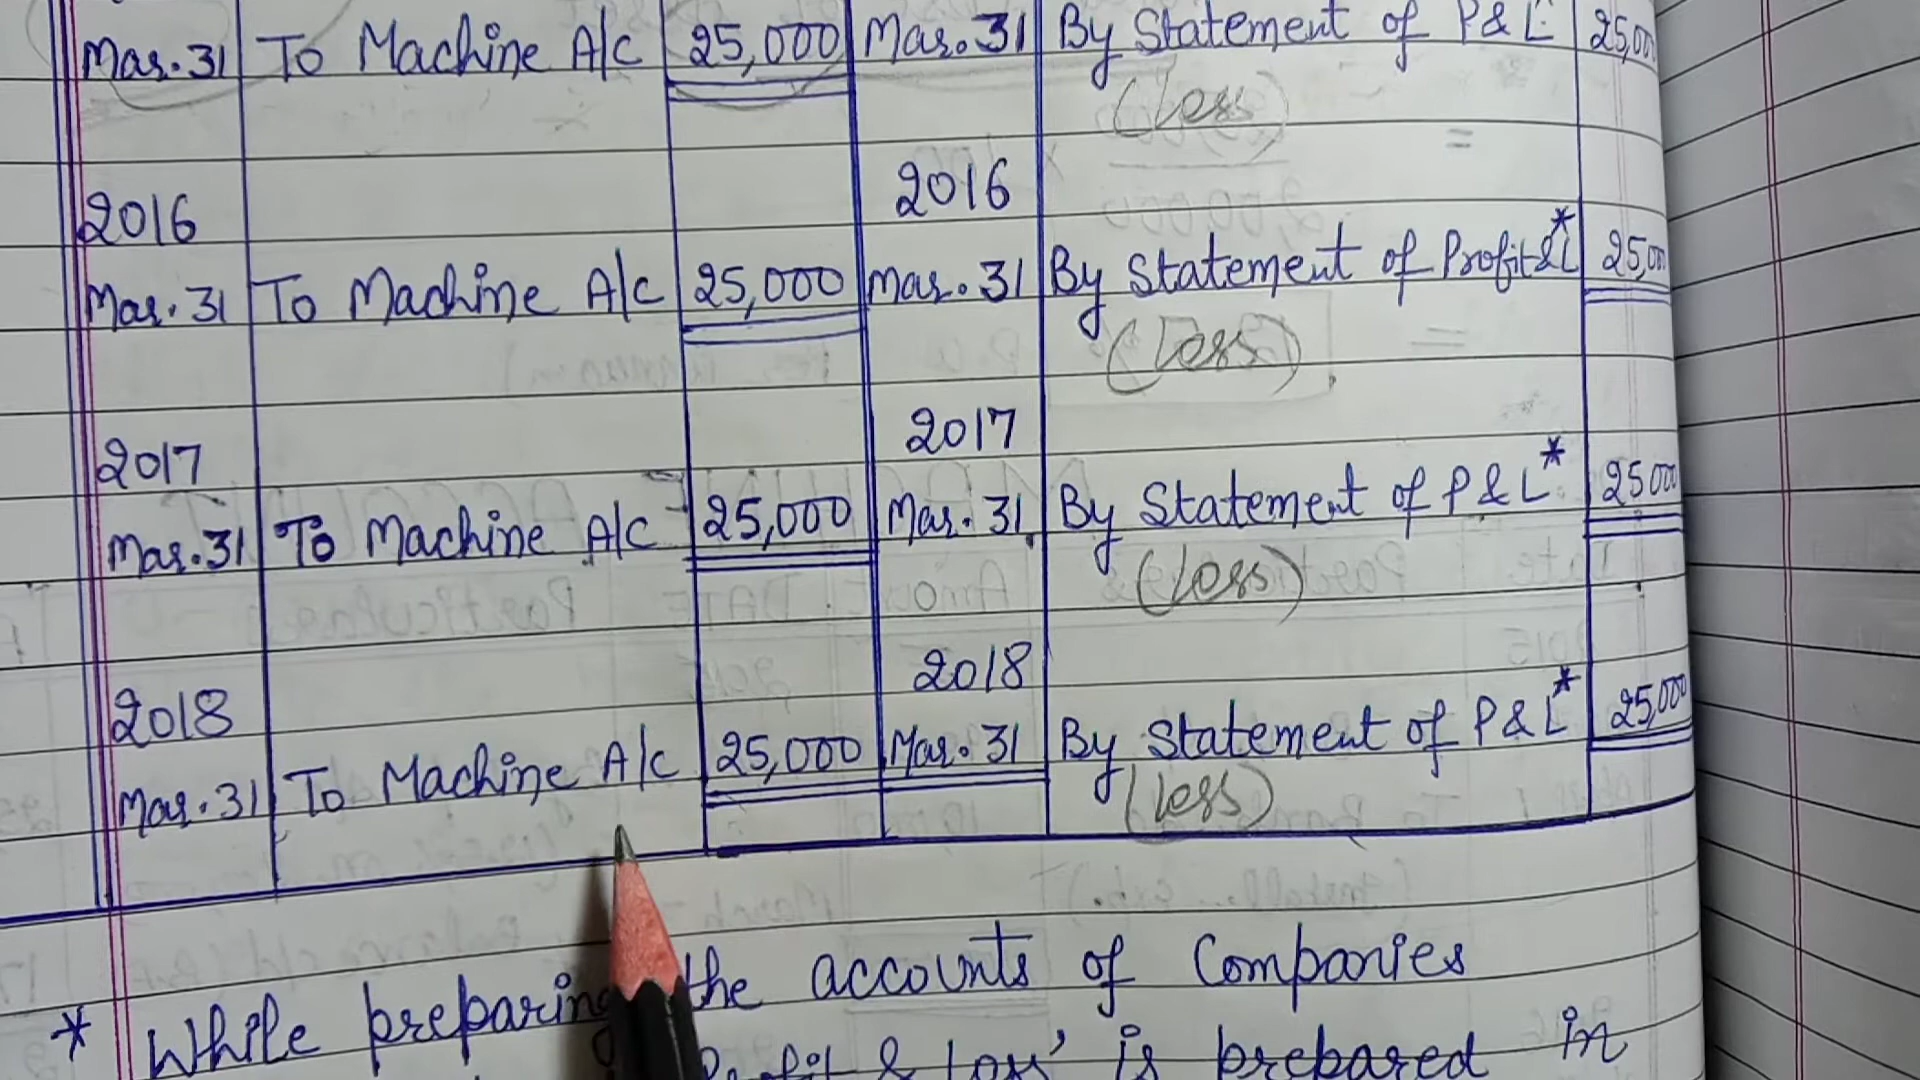 Mar. 31 To Machine A/c 25,000 Mar. 31 By Statement of P & L 25,000
(Loss)
2016 2016
Mar. 31 To Machine A/c 25,000 Mar. 31 By Statement of Profit & L* 25,000
(Loss)
2017 2017
Mar. 31 To Machine A/c 25,000 Mar. 31 By Statement of P & L* 25000
(Loss)
2018 2018
Mar. 31 To Machine A/c 25,000 Mar. 31 By Statement of P & L* 25,000
(Loss)
* While preparing the accounts of Companies
& Loss' is prepared in